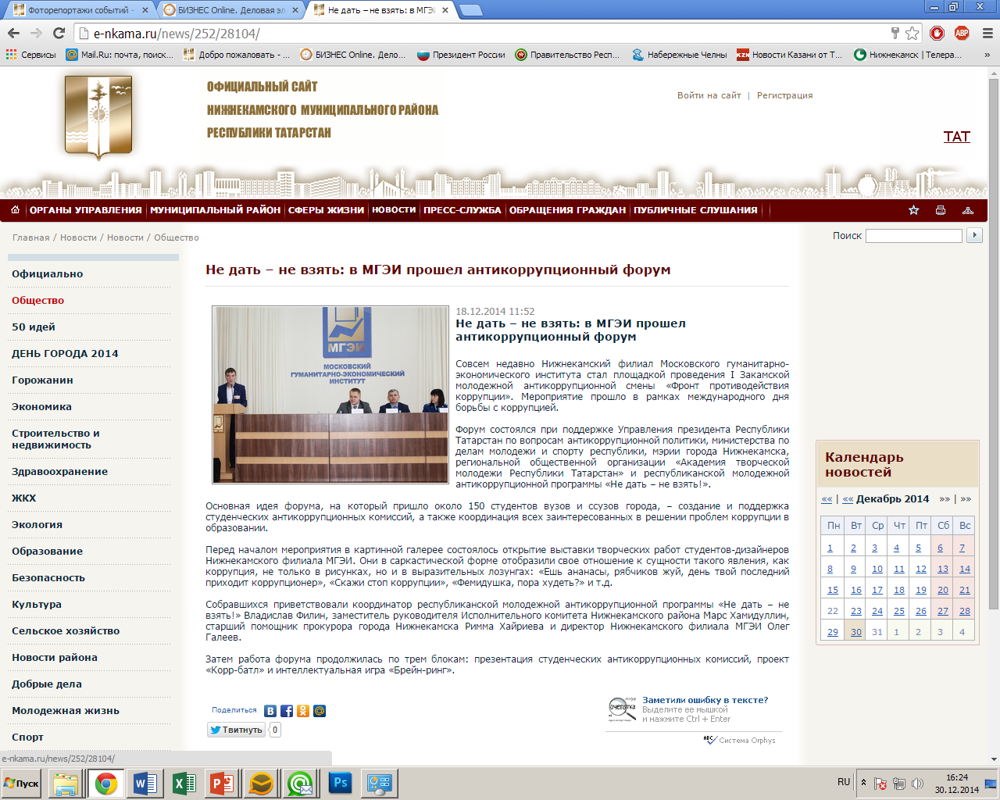 Фоторепортажи событий -
БИЗНЕС Online. Деловая эл
Не дать – не взять: в МГЭИ
e-nkama.ru/news/252/28104/
ABP
Сервисы
Mail.Ru: почта, поиск...
Добро пожаловать - ...
БИЗНЕС Online. Дело...
Президент России
Правительство Респ...
Набережные Челны
KZN
Новости Казани от Т...
Нижнекамск | Телера...
»
ОФИЦИАЛЬНЫЙ САЙТ
НИЖНЕКАМСКОГО МУНИЦИПАЛЬНОГО РАЙОНА
РЕСПУБЛИКИ ТАТАРСТАН
Войти на сайт | Регистрация
ТАТ
ОРГАНЫ УПРАВЛЕНИЯ
МУНИЦИПАЛЬНЫЙ РАЙОН
СФЕРЫ ЖИЗНИ
НОВОСТИ
ПРЕСС-СЛУЖБА
ОБРАЩЕНИЯ ГРАЖДАН
ПУБЛИЧНЫЕ СЛУШАНИЯ
Главная / Новости / Новости / Общество
Поиск
Официально
Общество
50 идей
ДЕНЬ ГОРОДА 2014
Горожанин
Экономика
Строительство и
недвижимость
Здравоохранение
ЖКХ
Экология
Образование
Безопасность
Культура
Сельское хозяйство
Новости района
Добрые дела
Молодежная жизнь
Спорт
Не дать – не взять: в МГЭИ прошел антикоррупционный форум
МГЭИ
МОСКОВСКИЙ
ГУМАНИТАРНО-ЭКОНОМИЧЕСКИЙ
ИНСТИТУТ
18.12.2014 11:52
Не дать – не взять: в МГЭИ прошел
антикоррупционный форум
Совсем недавно Нижнекамский филиал Московского гуманитарно-
экономического института стал площадкой проведения I Закамской
молодежной антикоррупционной смены «Фронт противодействия
коррупции». Мероприятие прошло в рамках международного дня
борьбы с коррупцией.
Форум состоялся при поддержке Управления президента Республики
Татарстан по вопросам антикоррупционной политики, министерства по
делам молодежи и спорту республики, мэрии города Нижнекамска,
региональной общественной организации «Академия творческой
молодежи Республики Татарстан» и республиканской молодежной
антикоррупционной программы «Не дать – не взять!».
Основная идея форума, на который пришло около 150 студентов вузов и ссузов города, – создание и поддержка
студенческих антикоррупционных комиссий, а также координация всех заинтересованных в решении проблем коррупции в
образовании.
Перед началом мероприятия в картинной галерее состоялось открытие выставки творческих работ студентов-дизайнеров
Нижнекамского филиала МГЭИ. Они в саркастической форме отобразили свое отношение к сущности такого явления, как
коррупция, не только в рисунках, но и в выразительных лозунгах: «Ешь ананасы, рябчиков жуй, день твой последний
приходит коррупционер», «Скажи стоп коррупции», «Фемидушка, пора худеть?» и т.д.
Собравшихся приветствовали координатор республиканской молодежной антикоррупционной программы «Не дать – не
взять!» Владислав Филин, заместитель руководителя Исполнительного комитета Нижнекамского района Марс Хамидуллин,
старший помощник прокурора города Нижнекамска Римма Хайриева и директор Нижнекамского филиала МГЭИ Олег
Галеев.
Затем работа форума продолжилась по трем блокам: презентация студенческих антикоррупционных комиссий, проект
«Корр-батл» и интеллектуальная игра «Брейн-ринг».
Поделиться
Твитнуть 0
очепятка
Заметили ошибку в тексте?
Выделите ее мышкой
и нажмите Ctrl + Enter
ABC Система Orphys
Календарь
новостей
«« | «« Декабрь 2014 »» | »»
Пн Вт Ср Чт Пт Сб Вс
1 2 3 4 5 6 7
8 9 10 11 12 13 14
15 16 17 18 19 20 21
22 23 24 25 26 27 28
29 30 31 1 2 3 4
e-nkama.ru/news/252/28104/
Пуск
Ps
RU
16:24
30.12.2014